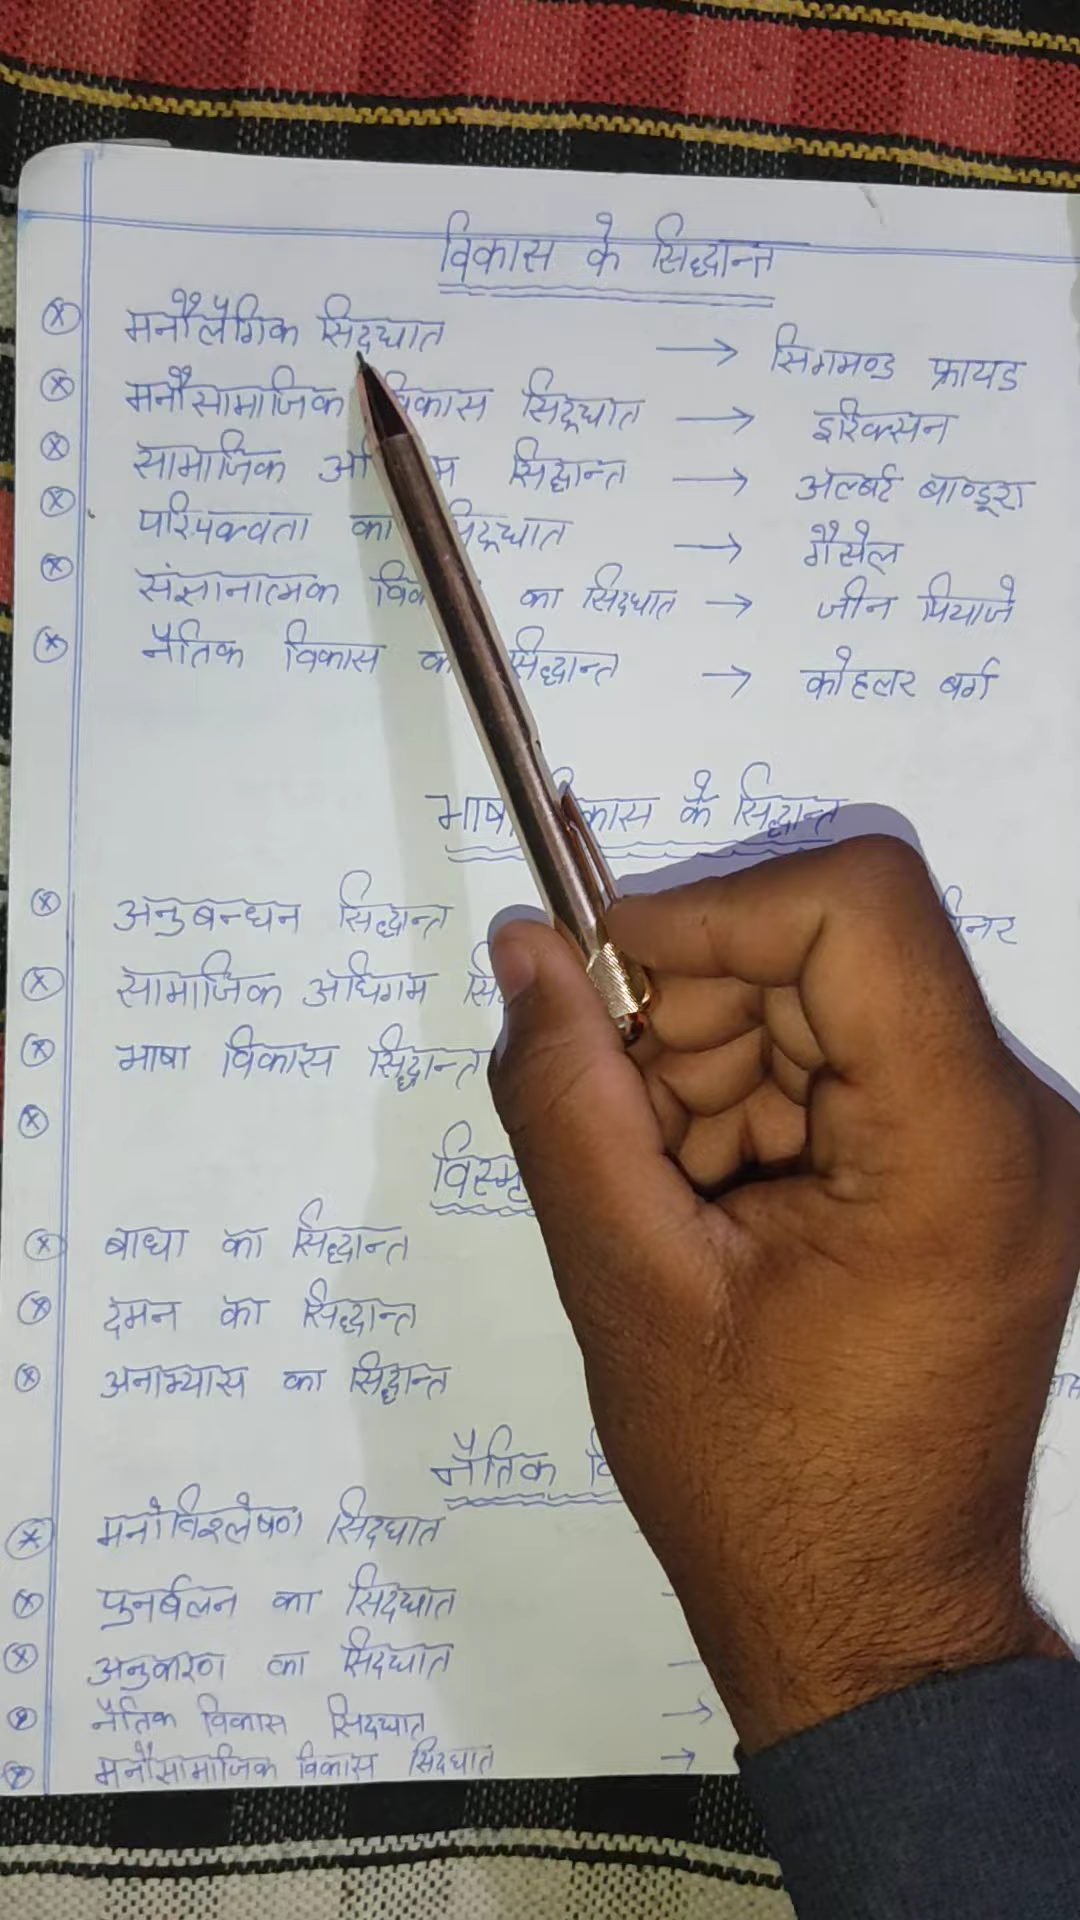 विकास के सिद्धान्त
मनोलैंगिक सिद्घात → सिगमण्ड फ्रायड
मनोसामाजिक विकास सिद्घात → इरिक्सन
सामाजिक सिद्धान्त → अल्बर्ट बाण्डूरा
परिपक्वता का सिद्घात → गैसेल
संज्ञानात्मक का सिद्घात → जीन पियाजे
नैतिक विकास का सिद्धान्त → कोहलर बर्ग
के सिद्धान्त
अनुबन्धन सिद्धान्त
सामाजिक अधिगम
भाषा विकास सिद्धान्त
बाधा का सिद्धान्त
दमन का सिद्धान्त
अनाभ्यास का सिद्धान्त
नैतिक
मनोविश्लेषण सिद्घात
पुनर्बलन का सिद्घात
अनुकरण का सिद्घात
नैतिक विकास सिद्घात →
मनोसामाजिक विकास सिद्घात →